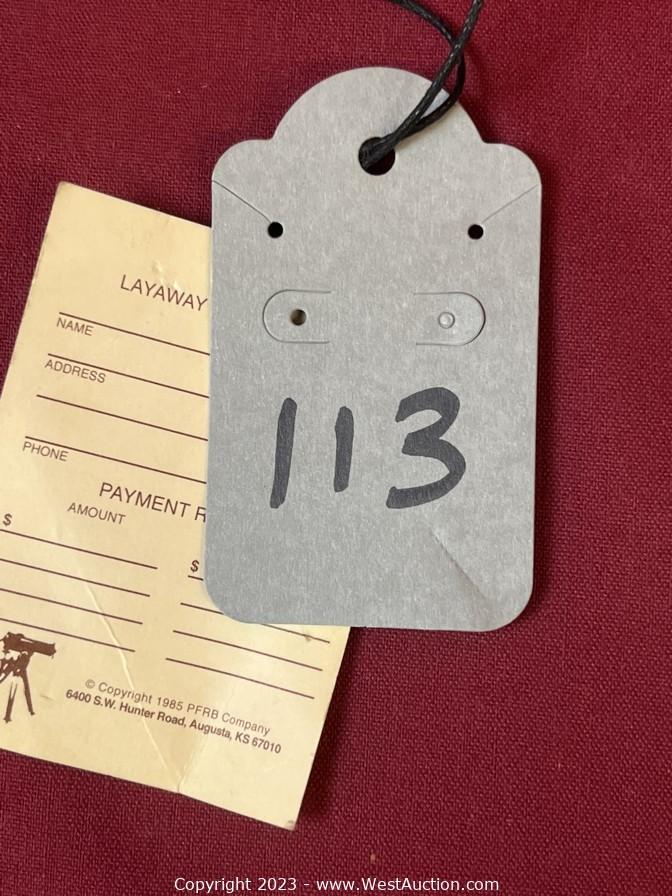 113
LAYAWAY
NAME
ADDRESS
PHONE
PAYMENT R
AMOUNT
$
$
© Copyright 1985 PFRB Company
6400 S.W. Hunter Road, Augusta, KS 67010
Copyright 2023 - www.WestAuction.com